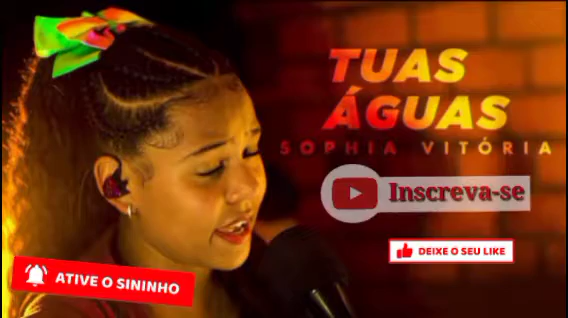 TUAS
ÁGUAS
SOPHIA VITÓRIA
Inscreva-se
DEIXE O SEU LIKE
ATIVE O SININHO